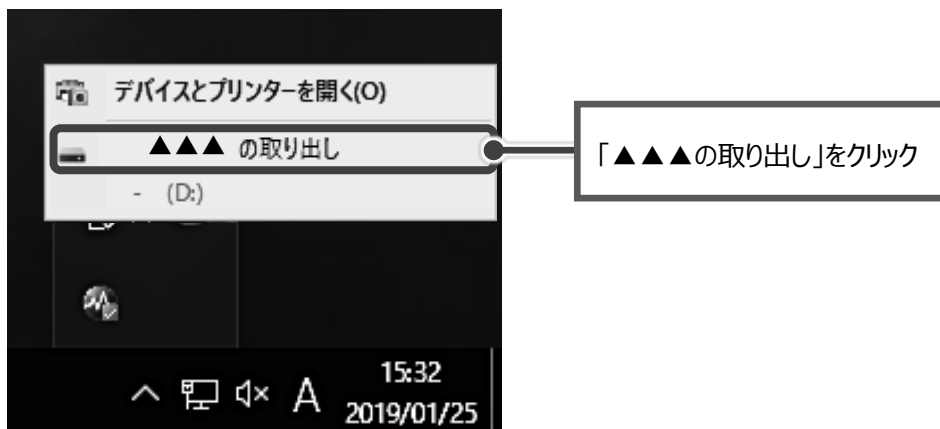 デバイスとプリンターを開く(O)
▲▲▲ の取り出し
- (D:)
「▲▲▲の取り出し」をクリック
A
15:32
2019/01/25